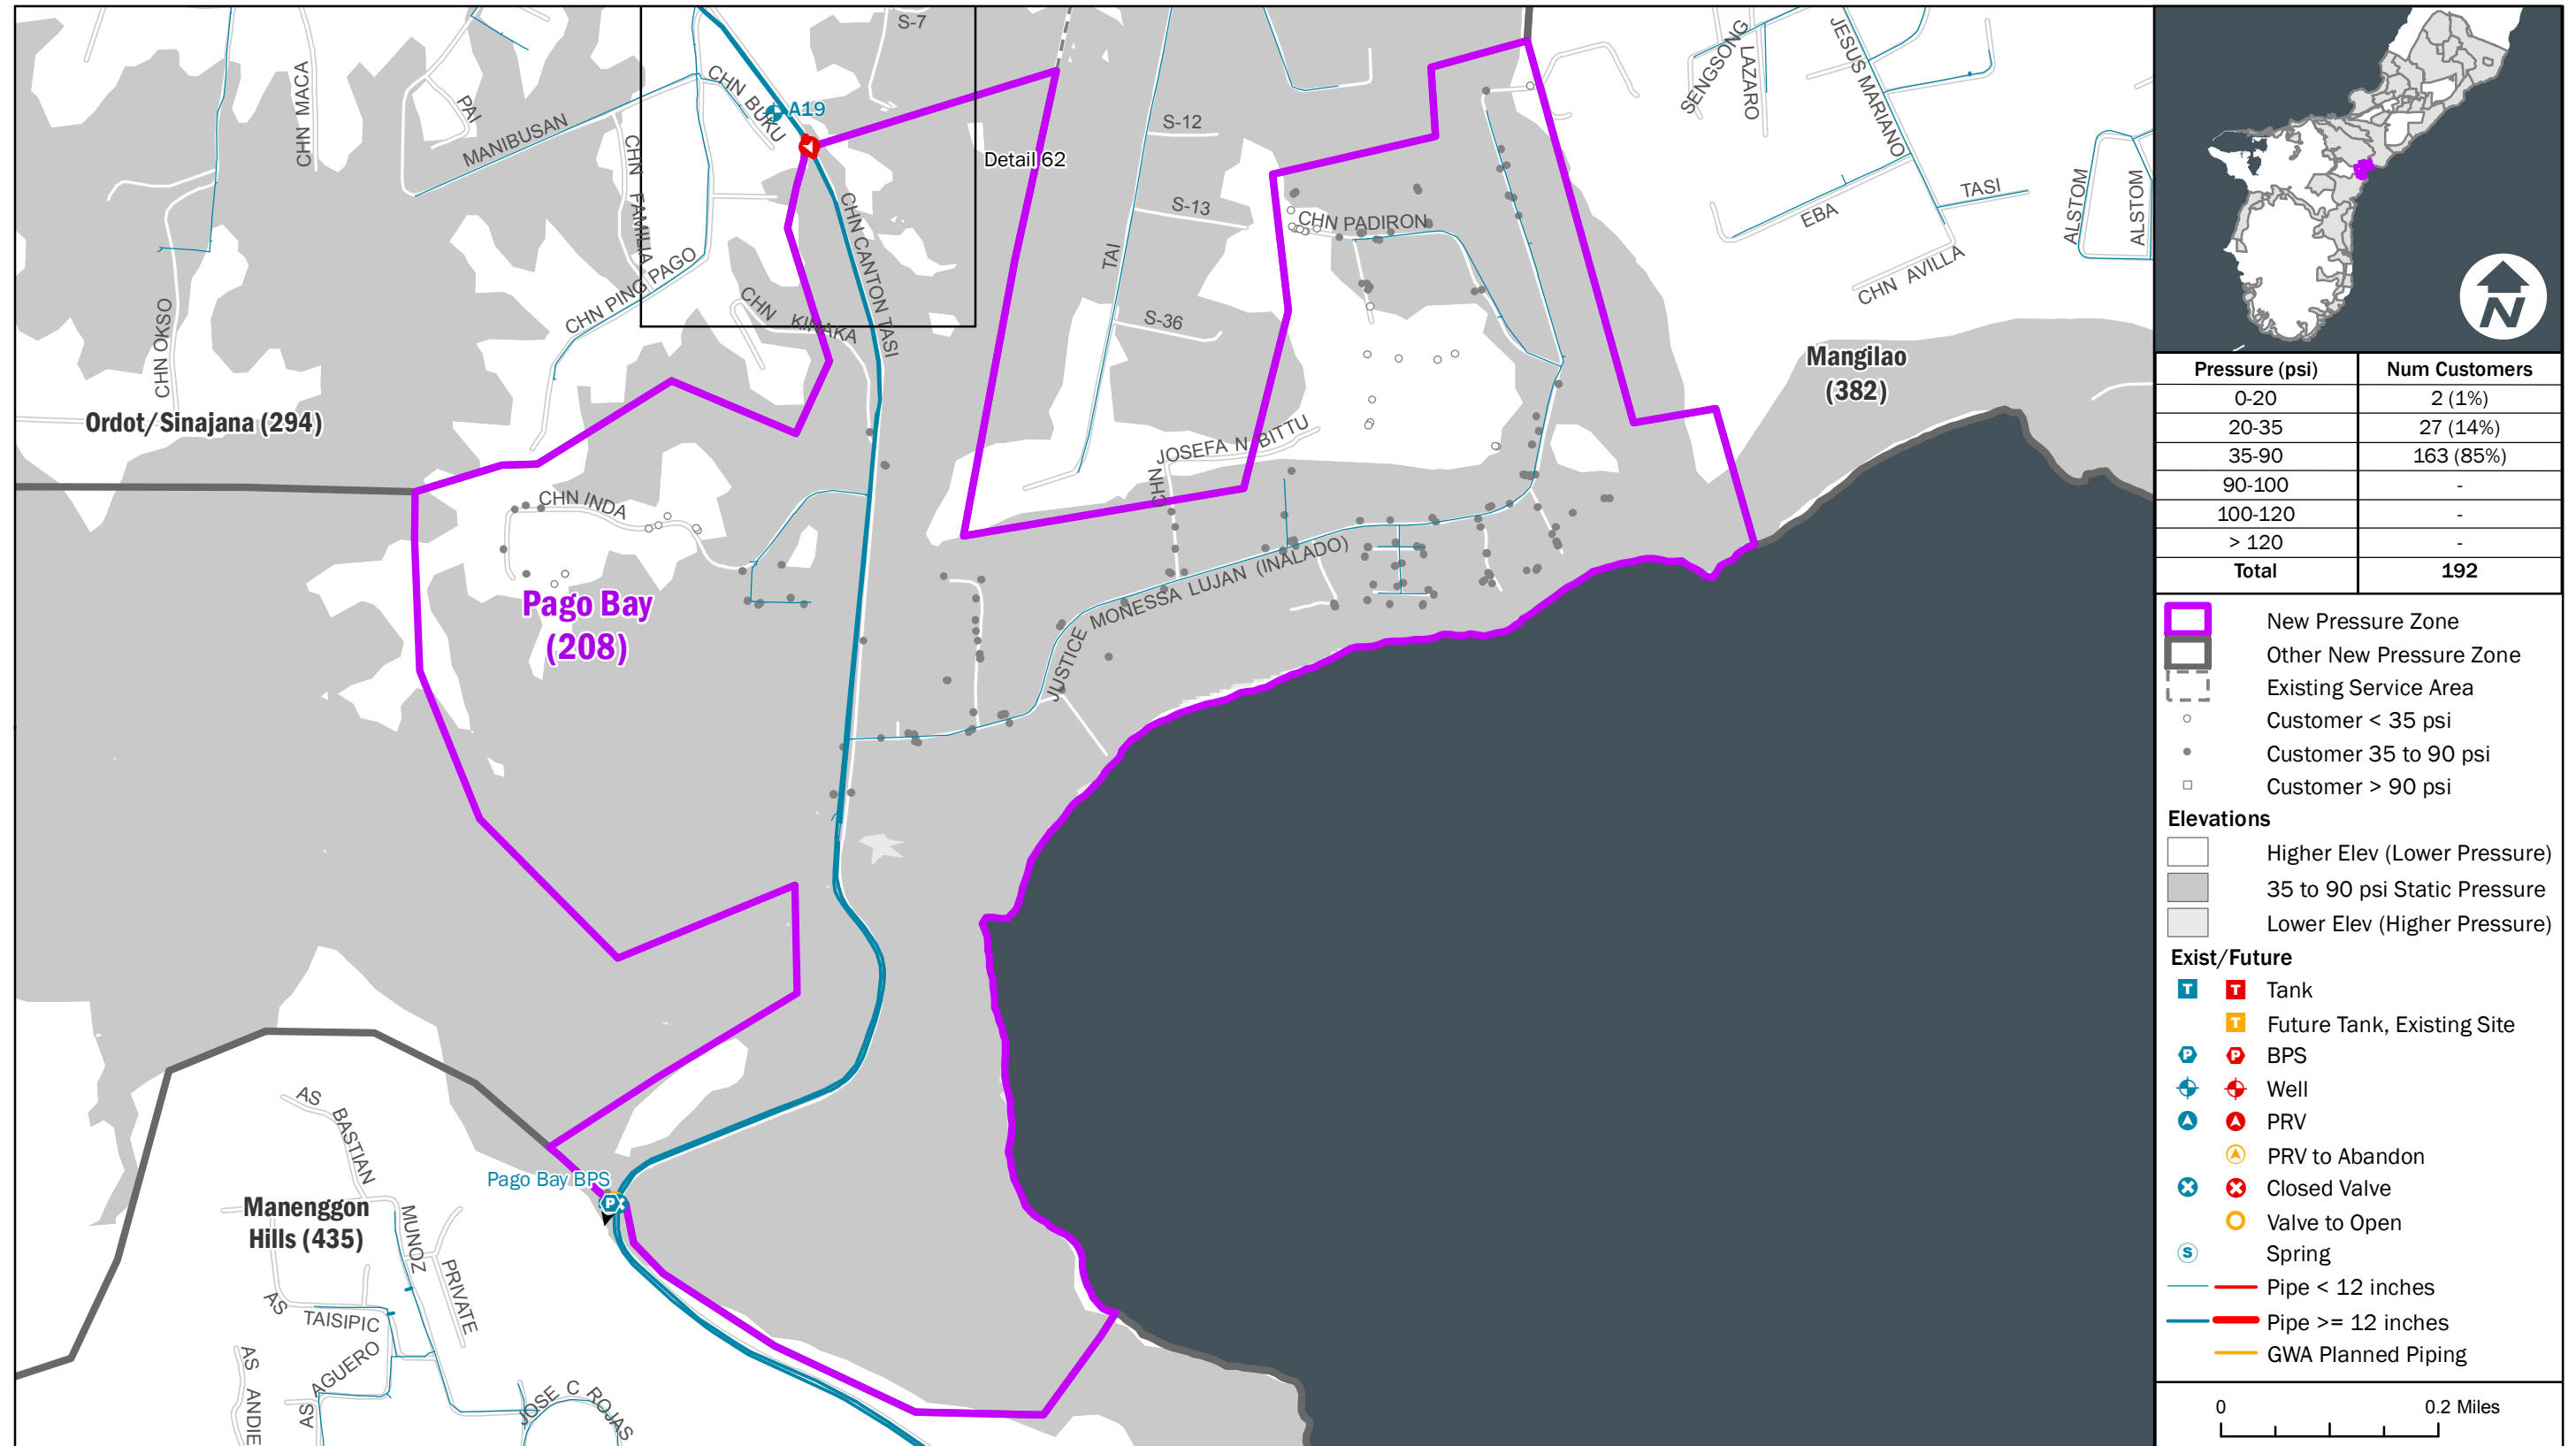 S-7
CHN MACA
PAI
MANIBUSAN
CHN BUKU
A19
CHN FAMILIA
CHN CANTON TASI
Detail 62
S-12
S-13
TAI
S-36
CHN PADIRON
SENGSONG
LAZARO
JESUS MARIANO
EBA
TASI
ALSTOM
ALSTOM
CHN AVILLA
CHN OKSO
CHN PING PAGO
CHN KINAKA
Ordot/Sinajana (294)
Mangilao
(382)
JOSEFA N BITTU
CHN
CHN INDA
Pago Bay
(208)
JUSTICE MONESSA LUJAN (INALADO)
AS BASTIAN
Pago Bay BPS
P
Manenggon
Hills (435)
MUNOZ
PRIVATE
AS
TAISIPIC
AS AGUERO
AS ANDIE
JOSE C ROJAS
N
Pressure (psi) Num Customers
0-20 2 (1%)
20-35 27 (14%)
35-90 163 (85%)
90-100 -
100-120 -
> 120 -
Total 192
New Pressure Zone
Other New Pressure Zone
Existing Service Area
Customer < 35 psi
Customer 35 to 90 psi
Customer > 90 psi
Elevations
Higher Elev (Lower Pressure)
35 to 90 psi Static Pressure
Lower Elev (Higher Pressure)
Exist/Future
T T Tank
T Future Tank, Existing Site
P P BPS
Well
PRV
PRV to Abandon
Closed Valve
Valve to Open
S Spring
Pipe < 12 inches
Pipe >= 12 inches
GWA Planned Piping
0 0.2 Miles